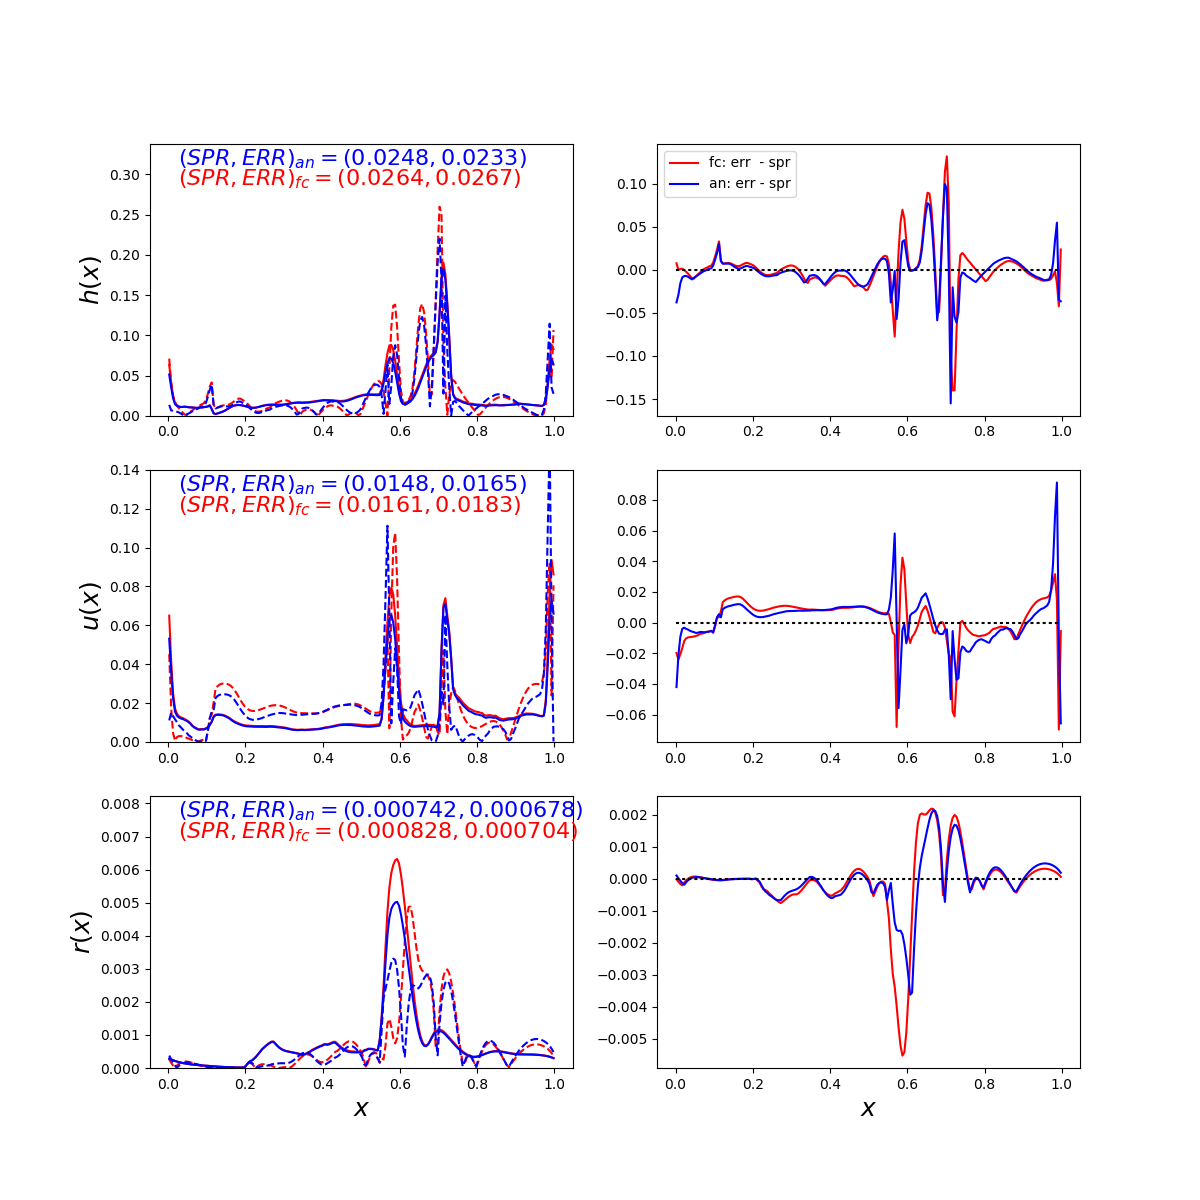 (SPR, ERR)an = (0.0248, 0.0233)
(SPR, ERR)fc = (0.0264, 0.0267)
h(x)
0.30
0.25
0.20
0.15
0.10
0.05
0.00
0.0 0.2 0.4 0.6 0.8 1.0
fc: err - spr
an: err - spr
0.10
0.05
0.00
−0.05
−0.10
−0.15
0.0 0.2 0.4 0.6 0.8 1.0
(SPR, ERR)an = (0.0148, 0.0165)
(SPR, ERR)fc = (0.0161, 0.0183)
u(x)
0.14
0.12
0.10
0.08
0.06
0.04
0.02
0.00
0.0 0.2 0.4 0.6 0.8 1.0
0.08
0.06
0.04
0.02
0.00
−0.02
−0.04
−0.06
0.0 0.2 0.4 0.6 0.8 1.0
(SPR, ERR)an = (0.000742, 0.000678)
(SPR, ERR)fc = (0.000828, 0.000704)
r(x)
0.008
0.007
0.006
0.005
0.004
0.003
0.002
0.001
0.000
0.0 0.2 0.4 0.6 0.8 1.0
x
0.002
0.001
0.000
−0.001
−0.002
−0.003
−0.004
−0.005
0.0 0.2 0.4 0.6 0.8 1.0
x